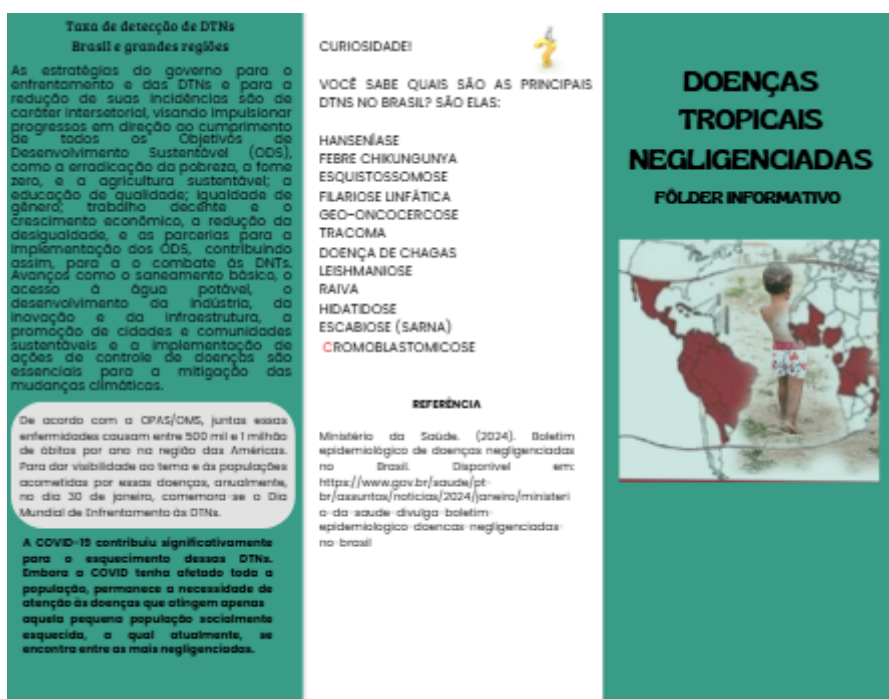 Taxa de detecção de DTNs
Brasil e grandes regiões
As estratégias do governo para o
enfrentamento e das DTNs e para a
redução de suas incidências são de
caráter intersetorial, visando impulsionar
progressos em direção ao cumprimento
de todos os Objetivos de
Desenvolvimento Sustentável (ODS),
como a erradicação da pobreza, a fome
zero, e a agricultura sustentável; a
educação de qualidade; igualdade de
gênero; trabalho decente e o
crescimento econômico, a redução da
desigualdade, e as parcerias para a
implementação dos ODS, contribuindo
assim, para a o combate às DNTs.
Avanços como o saneamento básico, o
acesso à água potável, o
desenvolvimento da indústria, da
inovação e da infraestrutura, a
promoção de cidades e comunidades
sustentáveis e a implementação de
ações de controle de doenças são
essenciais para a mitigação das
mudanças climáticas.
De acordo com a OPAS/OMS, juntas essas
enfermidades causam entre 500 mil e 1 milhão
de óbitos por ano na região das Américas.
Para dar visibilidade ao tema e às populações
acometidas por essas doenças, anualmente,
no dia 30 de janeiro, comemora-se o Dia
Mundial de Enfrentamento às DTNs.
A COVID-19 contribuiu significativamente
para o esquecimento dessas DTNs.
Embora a COVID tenha afetado toda a
população, permanece a necessidade de
atenção às doenças que atingem apenas
aquela pequena população socialmente
esquecida, a qual atualmente, se
encontra entre as mais negligenciadas.
CURIOSIDADE!
VOCÊ SABE QUAIS SÃO AS PRINCIPAIS
DTNS NO BRASIL? SÃO ELAS:
HANSENÍASE
FEBRE CHIKUNGUNYA
ESQUISTOSSOMOSE
FILARIOSE LINFÁTICA
GEO-ONCOCERCOSE
TRACOMA
DOENÇA DE CHAGAS
LEISHMANIOSE
RAIVA
HIDATIDOSE
ESCABIOSE (SARNA)
CROMOBLASTOMICOSE
REFERÊNCIA
Ministério da Saúde. (2024). Boletim
epidemiológico de doenças negligenciadas
no Brasil. Disponível em:
https://www.gov.br/saude/pt-
br/assuntos/noticias/2024/janeiro/ministeri
o-da-saude-divulga-boletim-
epidemiologico-doencas-negligenciadas-
no-brasil
DOENÇAS
TROPICAIS
NEGLIGENCIADAS
FÔLDER INFORMATIVO